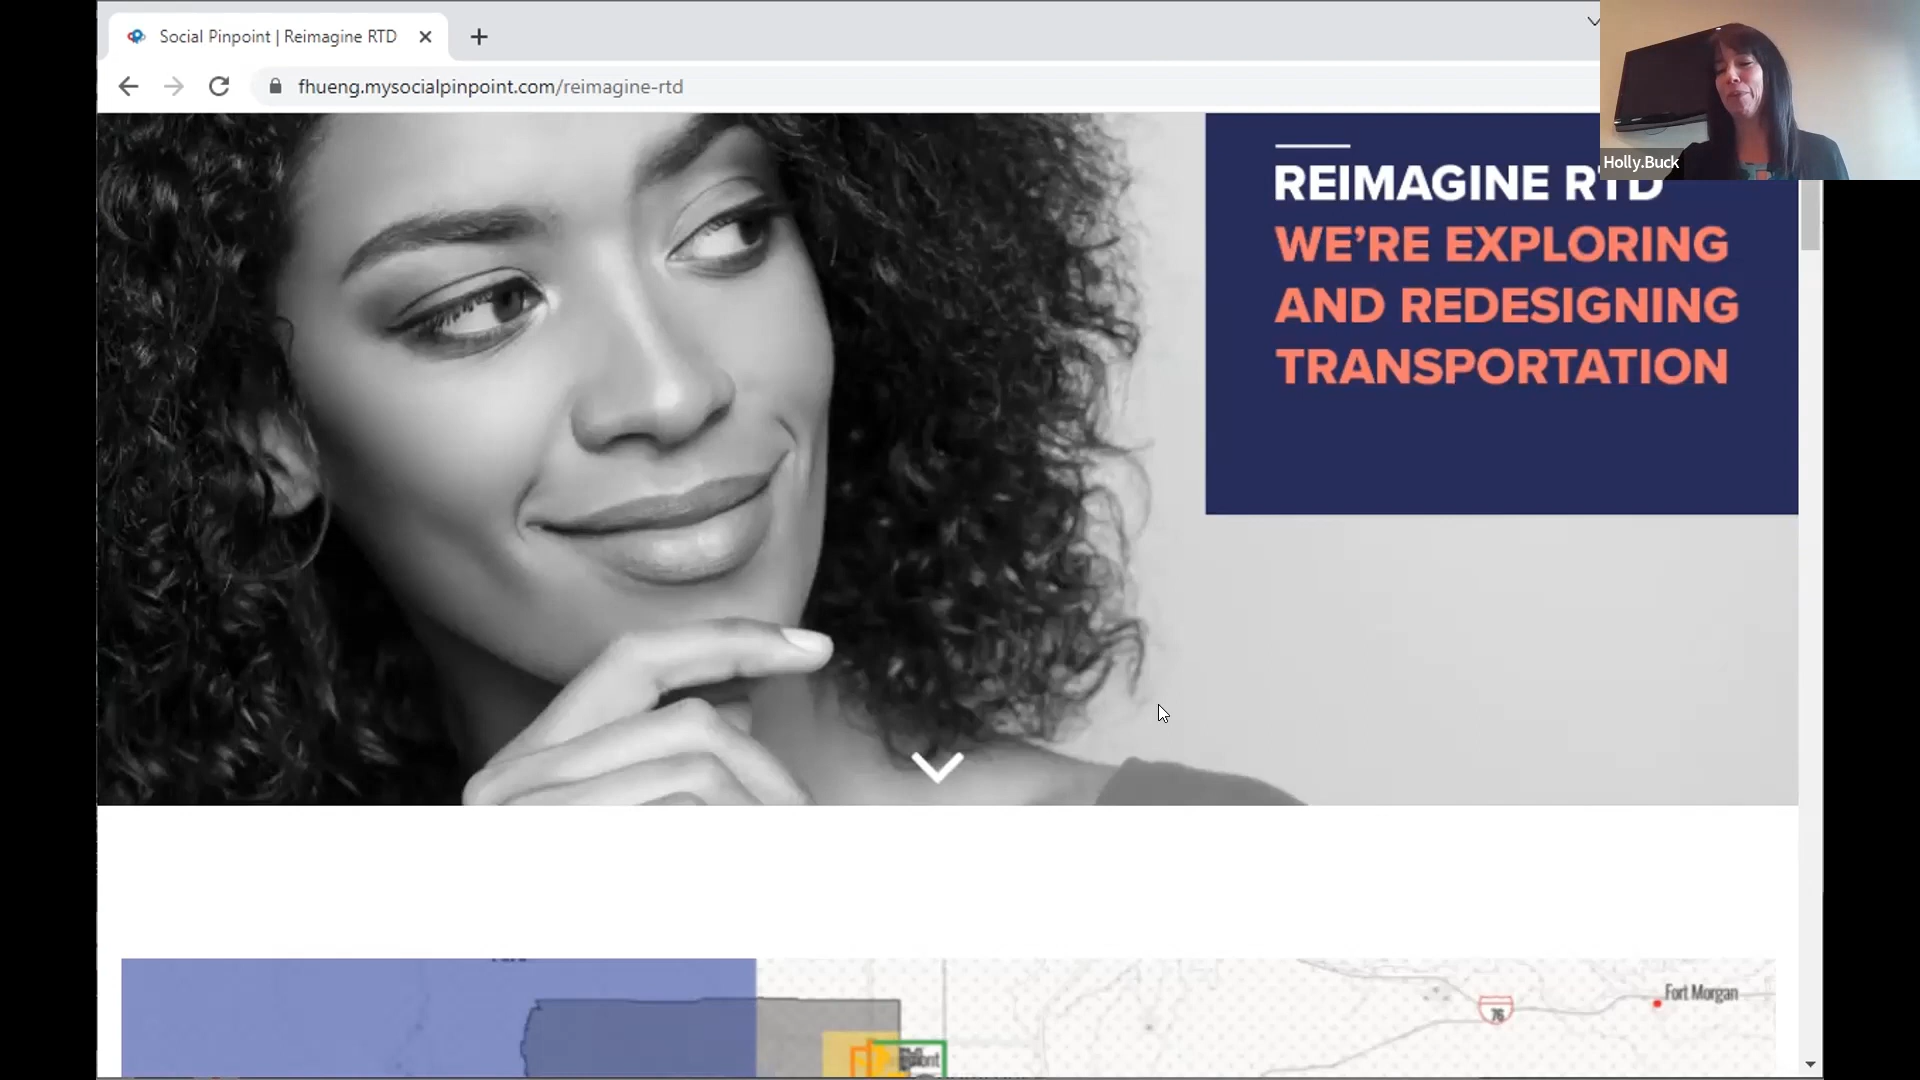 Social Pinpoint | Reimagine RTD
fhueng.mysocialpinpoint.com/reimagine-rtd
Holly.Buck
REIMAGINE RTD
WE'RE EXPLORING
AND REDESIGNING
TRANSPORTATION
Fort Morgan
76